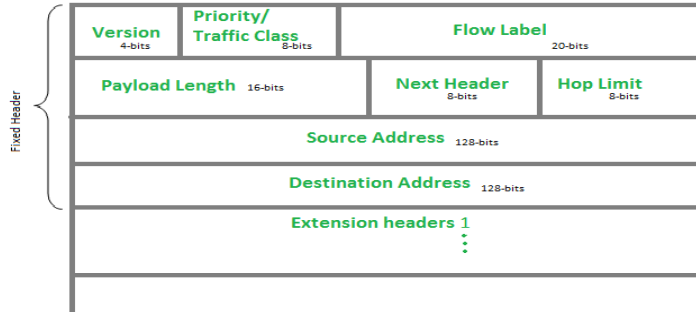 Version
4-bits
Priority/
Traffic Class
8-bits
Flow Label
20-bits
Payload Length 16-bits
Next Header
8-bits
Hop Limit
8-bits
Source Address 128-bits
Destination Address 128-bits
Extension headers 1
Fixed Header